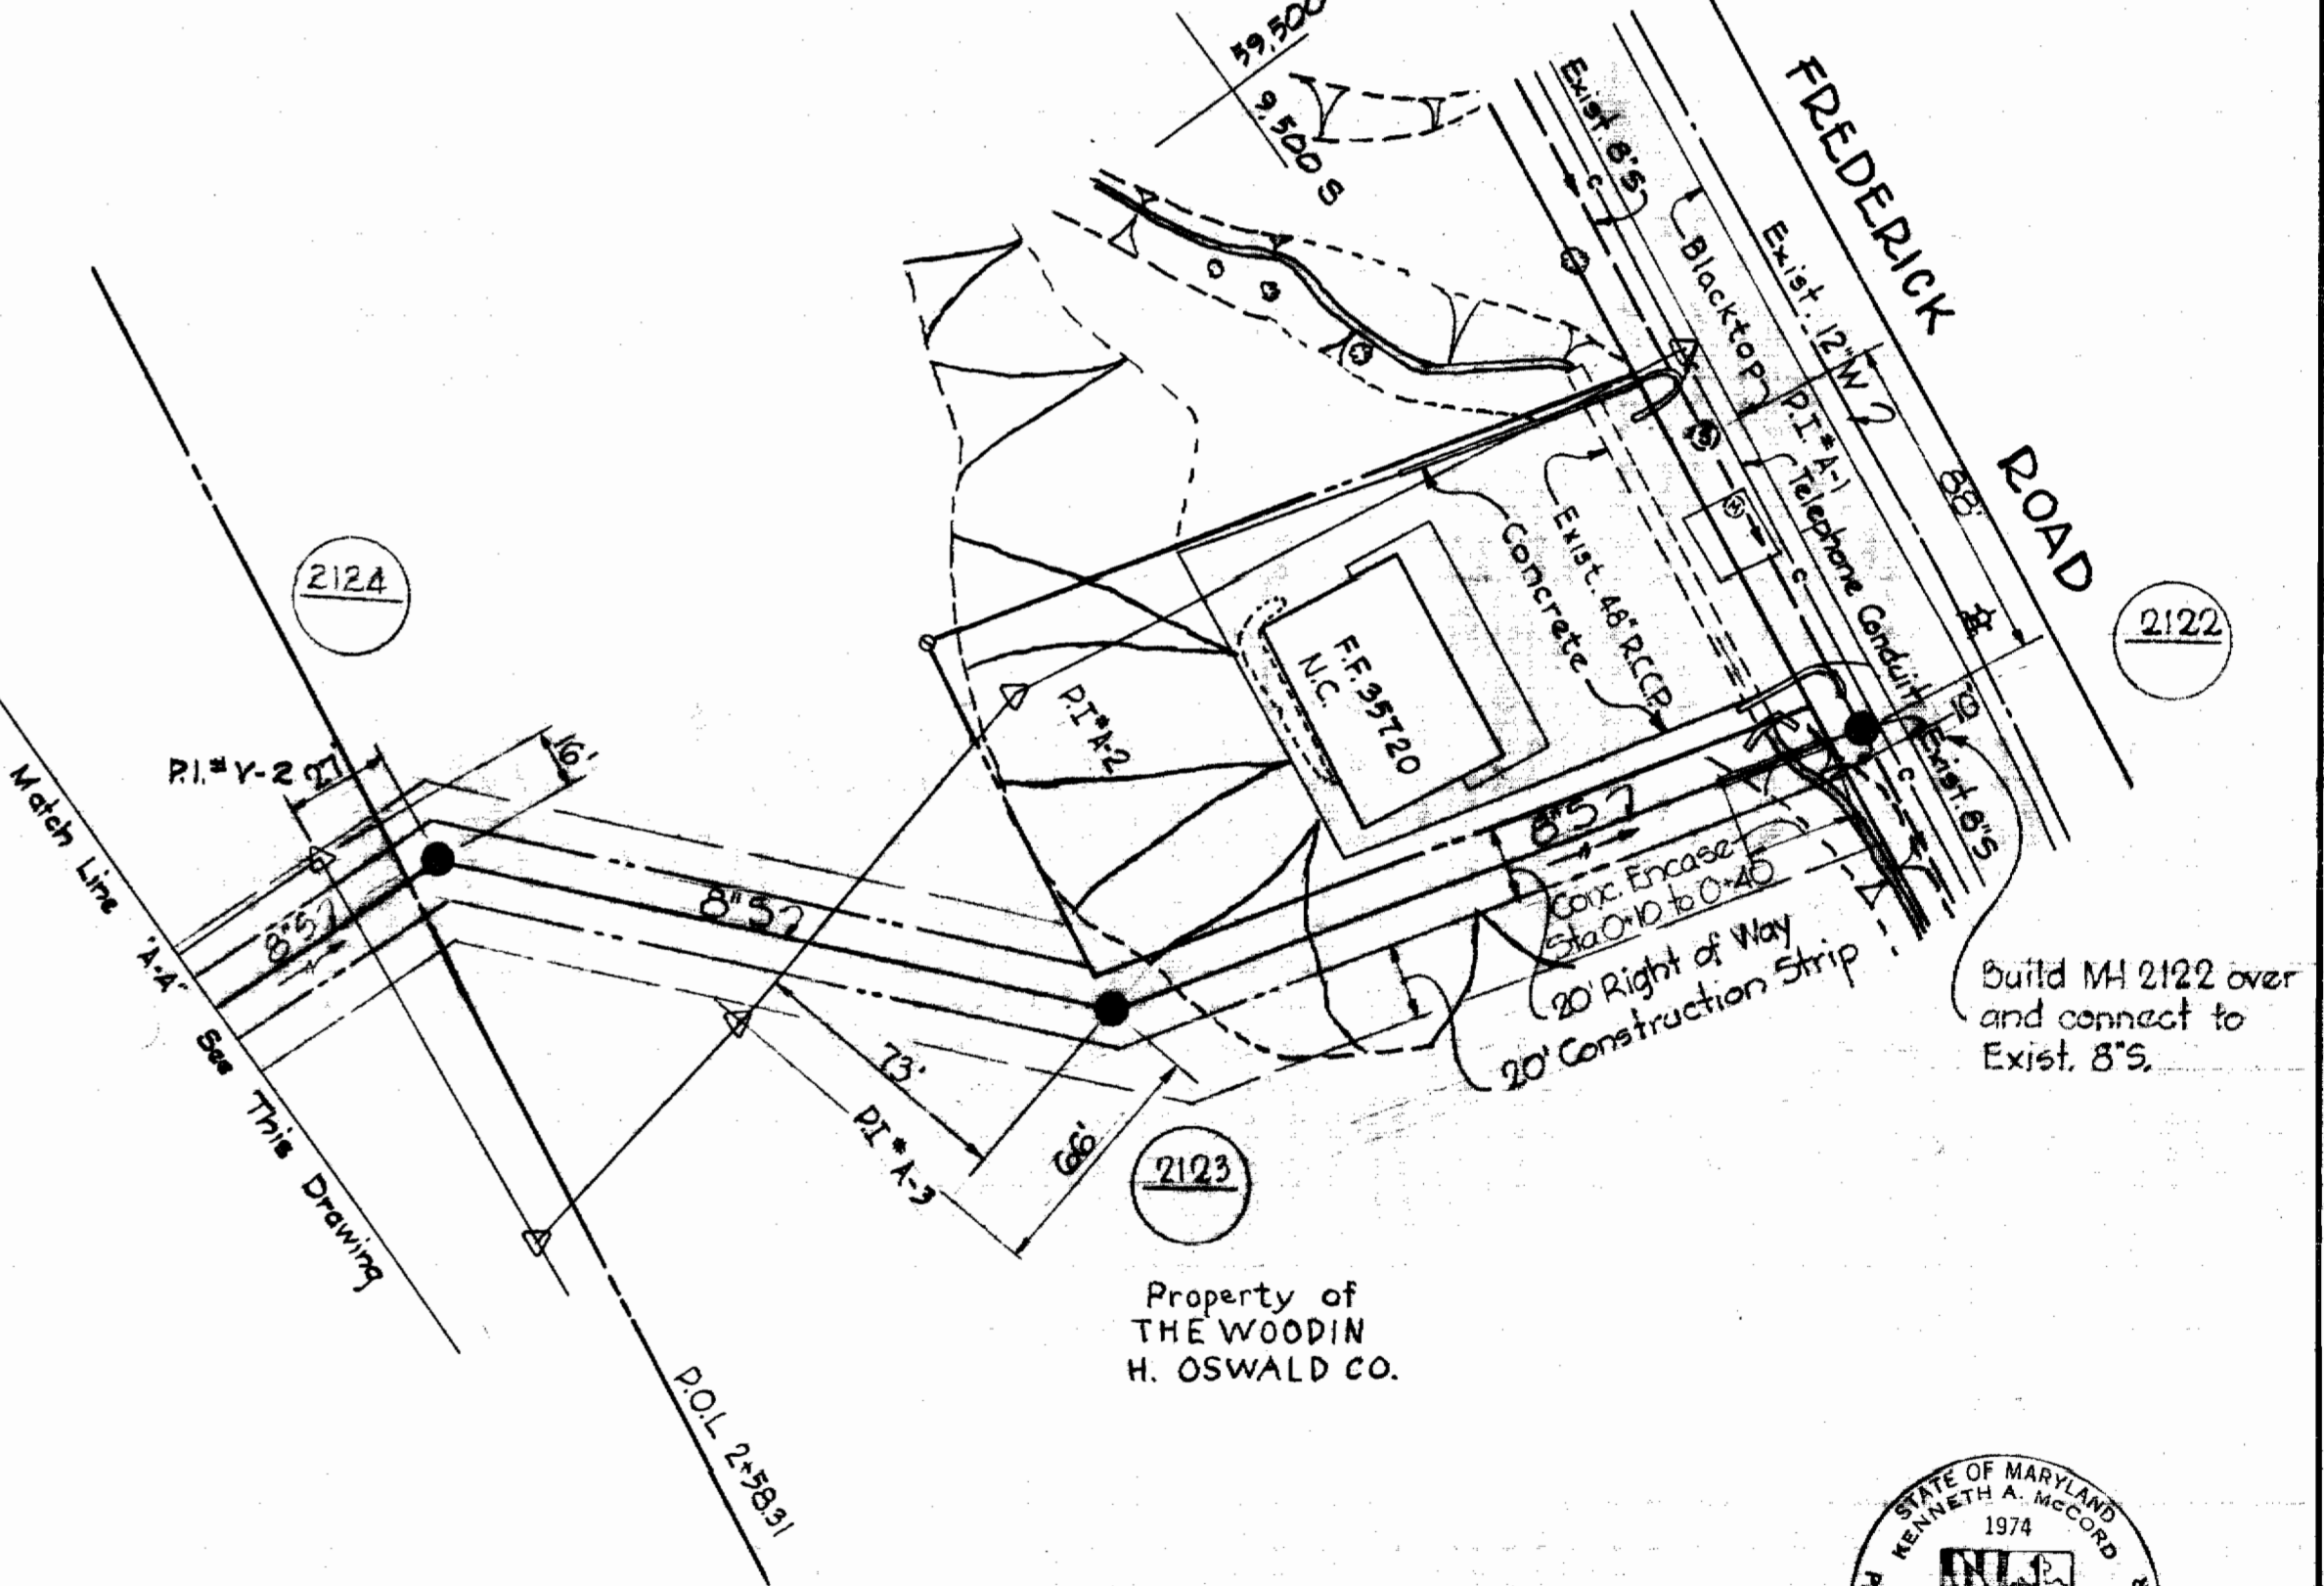 59,500
9,500 S
Exist. 8"S
Blacktop
Exist. 12"W
FREDERICK
ROAD
P.I.#A-1
Telephone Conduit
88'
2122
2124
Exist. 48" RCCP
Concrete
F.F. 357.20
N.C.
P.I#A-2
P.I.#Y-2
27'
16'
Match Line "A-A" See This Drawing
8"S
8"S
8"S
Exist. 8"S
Conc. Encase
Sta 0+10 to 0+40
20' Right of Way
20' Construction Strip
Build MH 2122 over
and connect to
Exist. 8"S.
73'
66'
P.I#A-3
2123
Property of
THE WOODIN
H. OSWALD CO.
P.O.L 2+58.31
STATE OF MARYLAND
KENNETH A. McCORD
1974